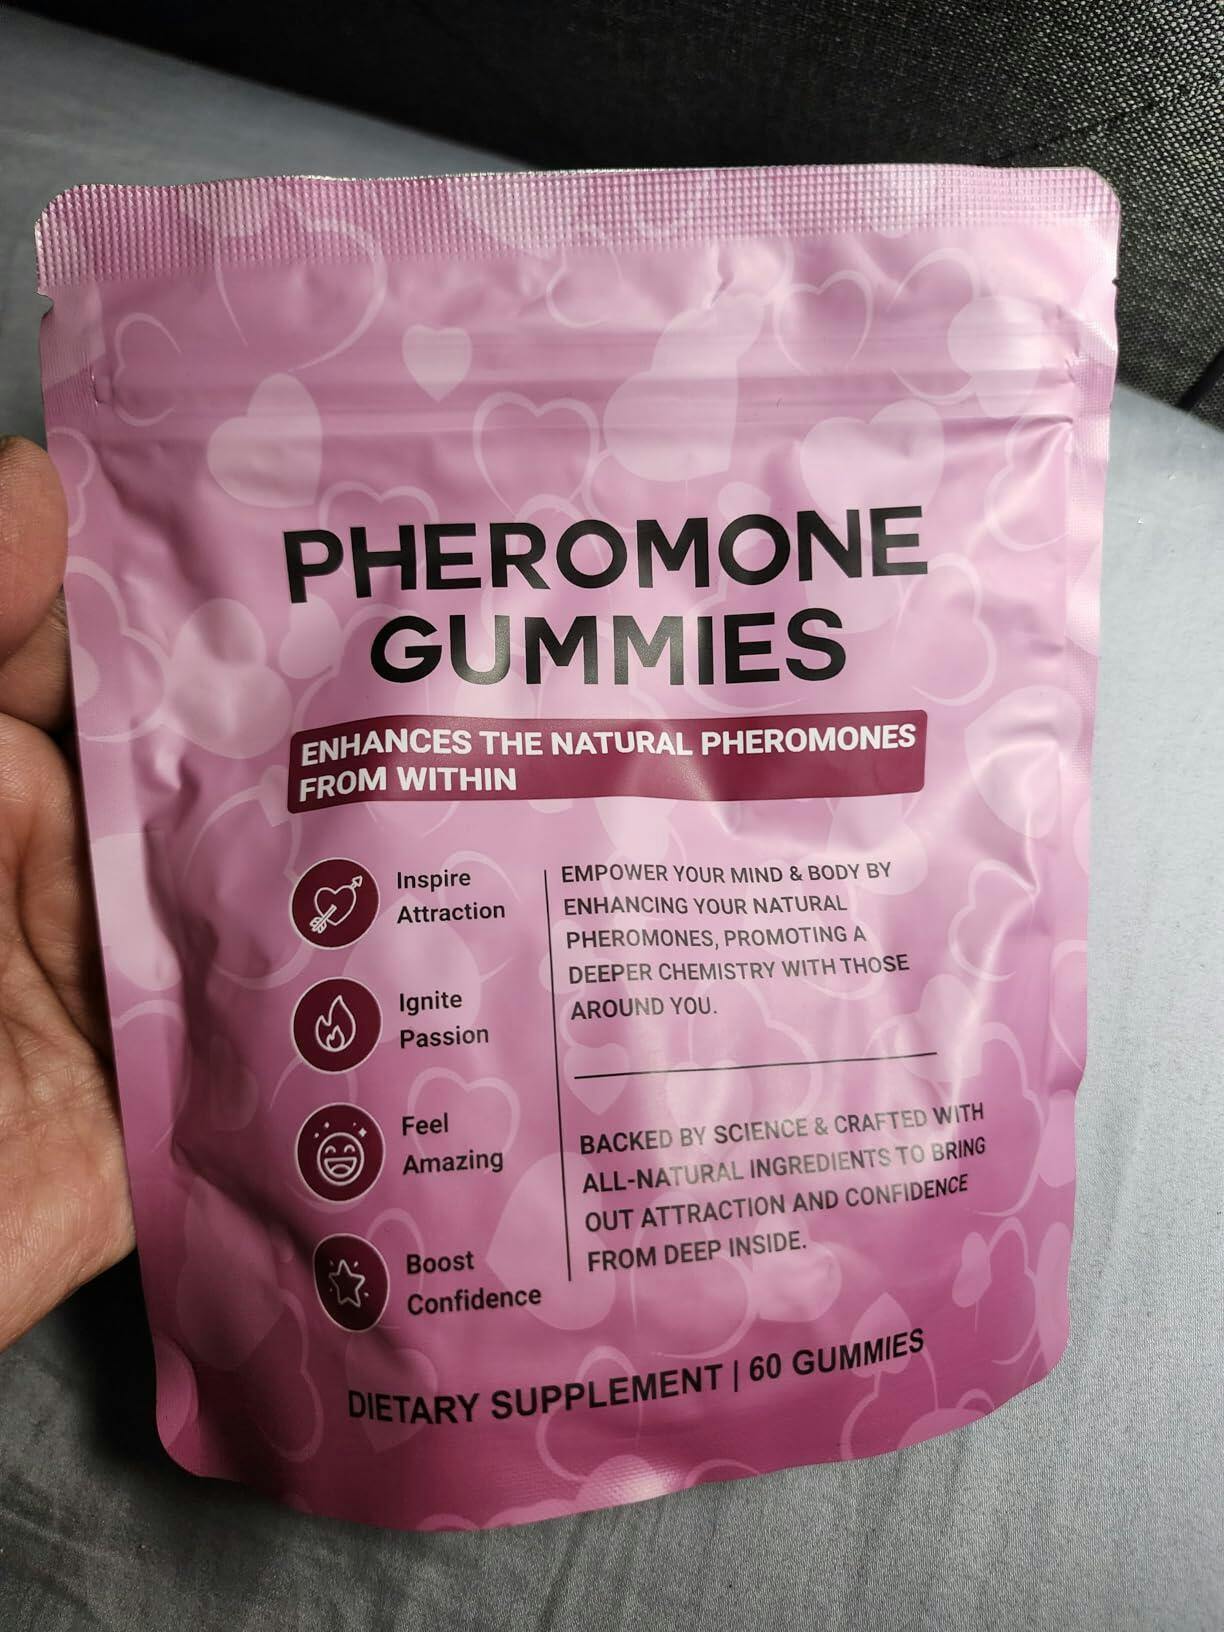 PHEROMONE
GUMMIES
ENHANCES THE NATURAL PHEROMONES
FROM WITHIN
Inspire
Attraction
Ignite
Passion
Feel
Amazing
Boost
Confidence
EMPOWER YOUR MIND & BODY BY
ENHANCING YOUR NATURAL
PHEROMONES, PROMOTING A
DEEPER CHEMISTRY WITH THOSE
AROUND YOU.
BACKED BY SCIENCE & CRAFTED WITH
ALL-NATURAL INGREDIENTS TO BRING
OUT ATTRACTION AND CONFIDENCE
FROM DEEP INSIDE.
DIETARY SUPPLEMENT | 60 GUMMIES